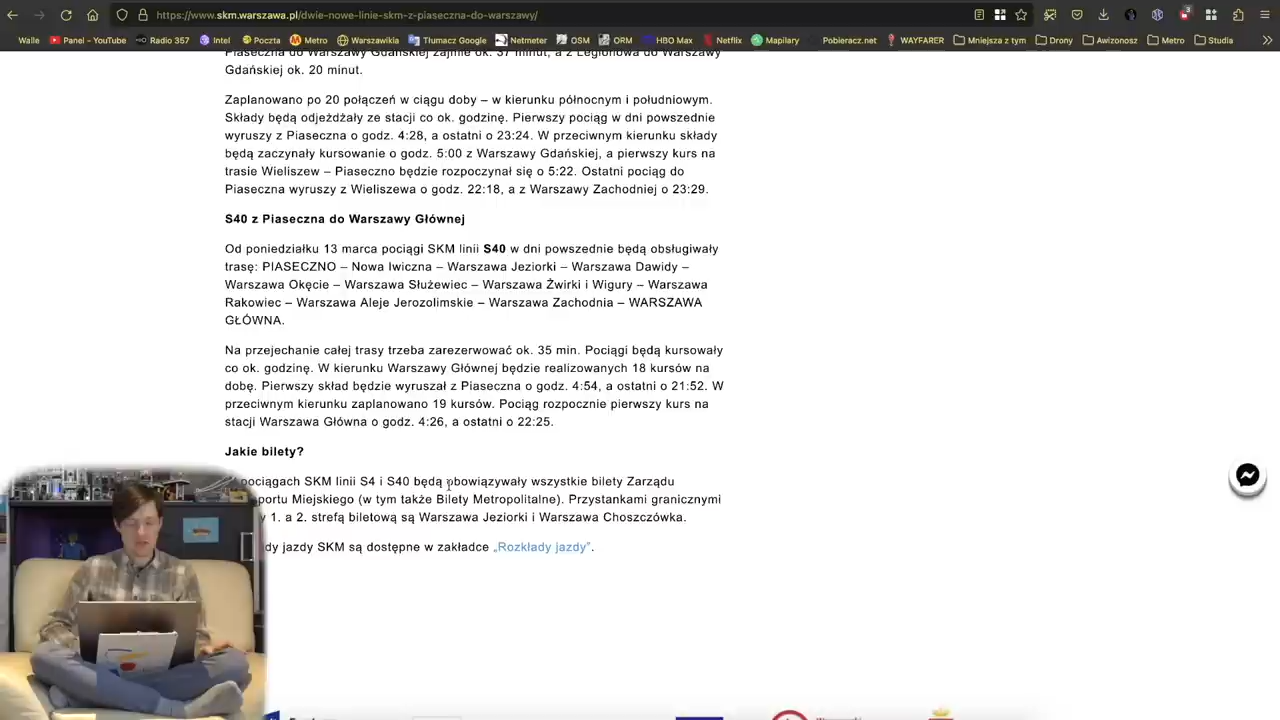 https://www.skm.warszawa.pl/dwie-nowe-linie-skm-z-piaseczna-do-warszawy/
Walle Panel - YouTube Radio 357 Intel Poczta Metro Warszawikia Tłumacz Google Netmeter OSM ORM HBO Max Netflix Mapilary Pobieracz.net WAYFARER Mniejsza z tym Drony Awizonosz Metro Studia
Piaseczna do Warszawy Gdańskiej zajmie ok. 37 minut, a z Legionowa do Warszawy
Gdańskiej ok. 20 minut.
Zaplanowano po 20 połączeń w ciągu doby – w kierunku północnym i południowym.
Składy będą odjeżdżały ze stacji co ok. godzinę. Pierwszy pociąg w dni powszednie
wyruszy z Piaseczna o godz. 4:28, a ostatni o 23:24. W przeciwnym kierunku składy
będą zaczynały kursowanie o godz. 5:00 z Warszawy Gdańskiej, a pierwszy kurs na
trasie Wieliszew – Piaseczno będzie rozpoczynał się o 5:22. Ostatni pociąg do
Piaseczna wyruszy z Wieliszewa o godz. 22:18, a z Warszawy Zachodniej o 23:29.
S40 z Piaseczna do Warszawy Głównej
Od poniedziałku 13 marca pociągi SKM linii S40 w dni powszednie będą obsługiwały
trasę: PIASECZNO – Nowa Iwiczna – Warszawa Jeziorki – Warszawa Dawidy –
Warszawa Okęcie – Warszawa Służewiec – Warszawa Żwirki i Wigury – Warszawa
Rakowiec – Warszawa Aleje Jerozolimskie – Warszawa Zachodnia – WARSZAWA
GŁÓWNA.
Na przejechanie całej trasy trzeba zarezerwować ok. 35 min. Pociągi będą kursowały
co ok. godzinę. W kierunku Warszawy Głównej będzie realizowanych 18 kursów na
dobę. Pierwszy skład będzie wyruszał z Piaseczna o godz. 4:54, a ostatni o 21:52. W
przeciwnym kierunku zaplanowano 19 kursów. Pociąg rozpocznie pierwszy kurs na
stacji Warszawa Główna o godz. 4:26, a ostatni o 22:25.
Jakie bilety?
pociągach SKM linii S4 i S40 będą obowiązywały wszystkie bilety Zarządu
portu Miejskiego (w tym także Bilety Metropolitalne). Przystankami granicznymi
y 1. a 2. strefą biletową są Warszawa Jeziorki i Warszawa Choszczówka.
dy jazdy SKM są dostępne w zakładce „Rozkłady jazdy”.